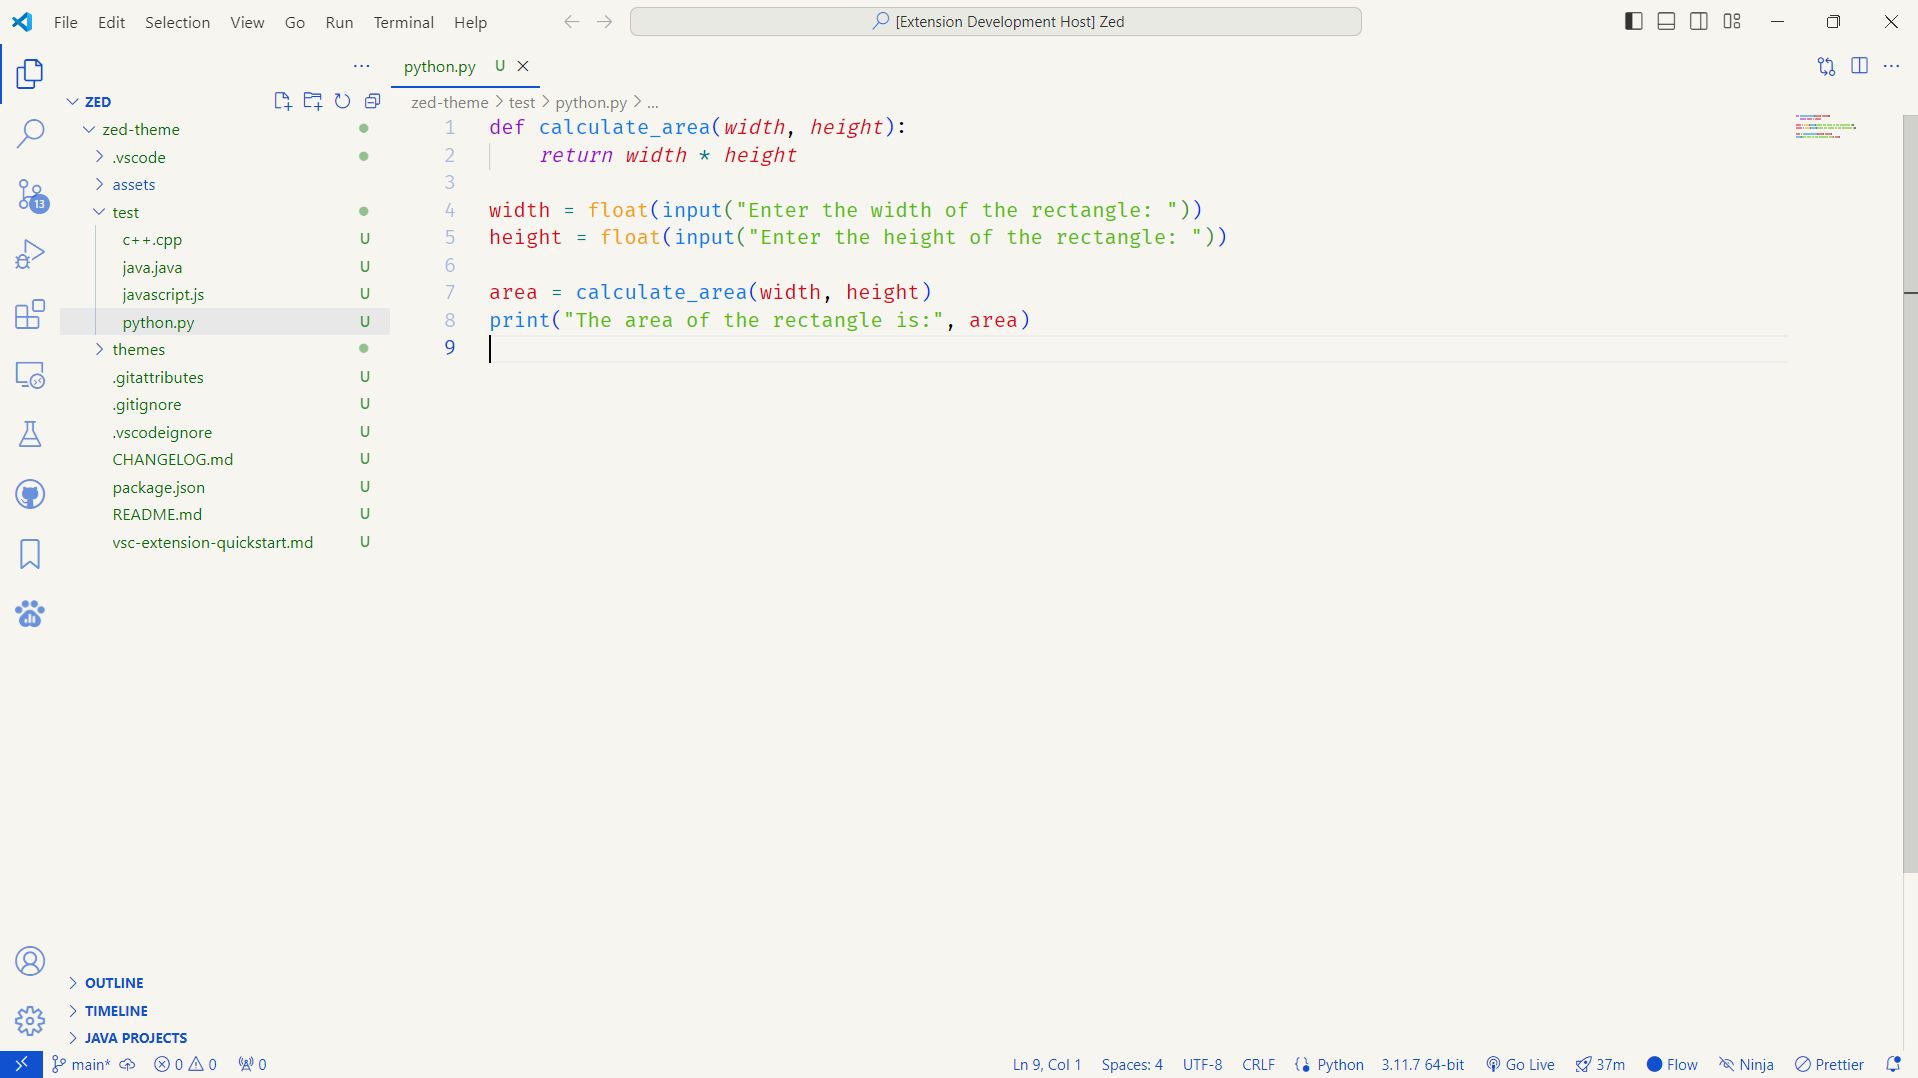 File Edit Selection View Go Run Terminal Help
[Extension Development Host] Zed
python.py U
ZED
zed-theme > test > python.py > ...
zed-theme
.vscode
assets
test
c++.cpp U
java.java U
javascript.js U
python.py U
themes
.gitattributes U
.gitignore U
.vscodeignore U
CHANGELOG.md U
package.json U
README.md U
vsc-extension-quickstart.md U
13
1 def calculate_area(width, height):
2 return width * height
3
4 width = float(input("Enter the width of the rectangle: "))
5 height = float(input("Enter the height of the rectangle: "))
6
7 area = calculate_area(width, height)
8 print("The area of the rectangle is:", area)
9
OUTLINE
TIMELINE
JAVA PROJECTS
main* 0 0 0 Ln 9, Col 1 Spaces: 4 UTF-8 CRLF Python 3.11.7 64-bit Go Live 37m Flow Ninja Prettier